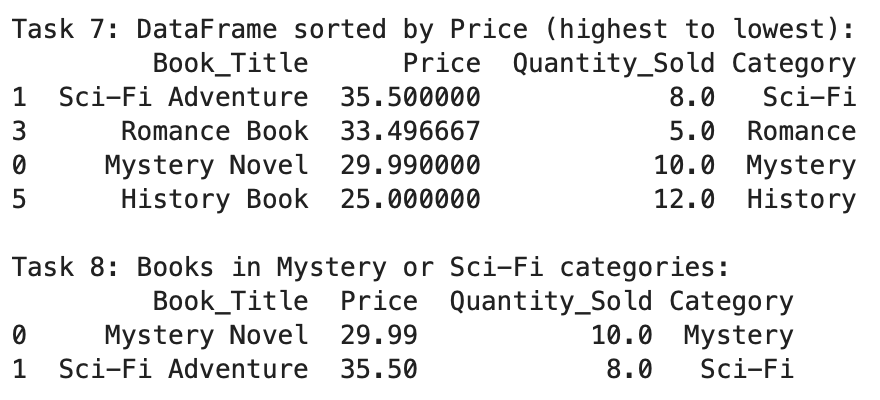 Task 7: DataFrame sorted by Price (highest to lowest):
         Book_Title      Price  Quantity_Sold Category
1  Sci-Fi Adventure  35.500000            8.0   Sci-Fi
3      Romance Book  33.496667            5.0  Romance
0     Mystery Novel  29.990000           10.0  Mystery
5      History Book  25.000000           12.0  History

Task 8: Books in Mystery or Sci-Fi categories:
         Book_Title  Price  Quantity_Sold Category
0     Mystery Novel  29.99           10.0  Mystery
1  Sci-Fi Adventure  35.50            8.0   Sci-Fi